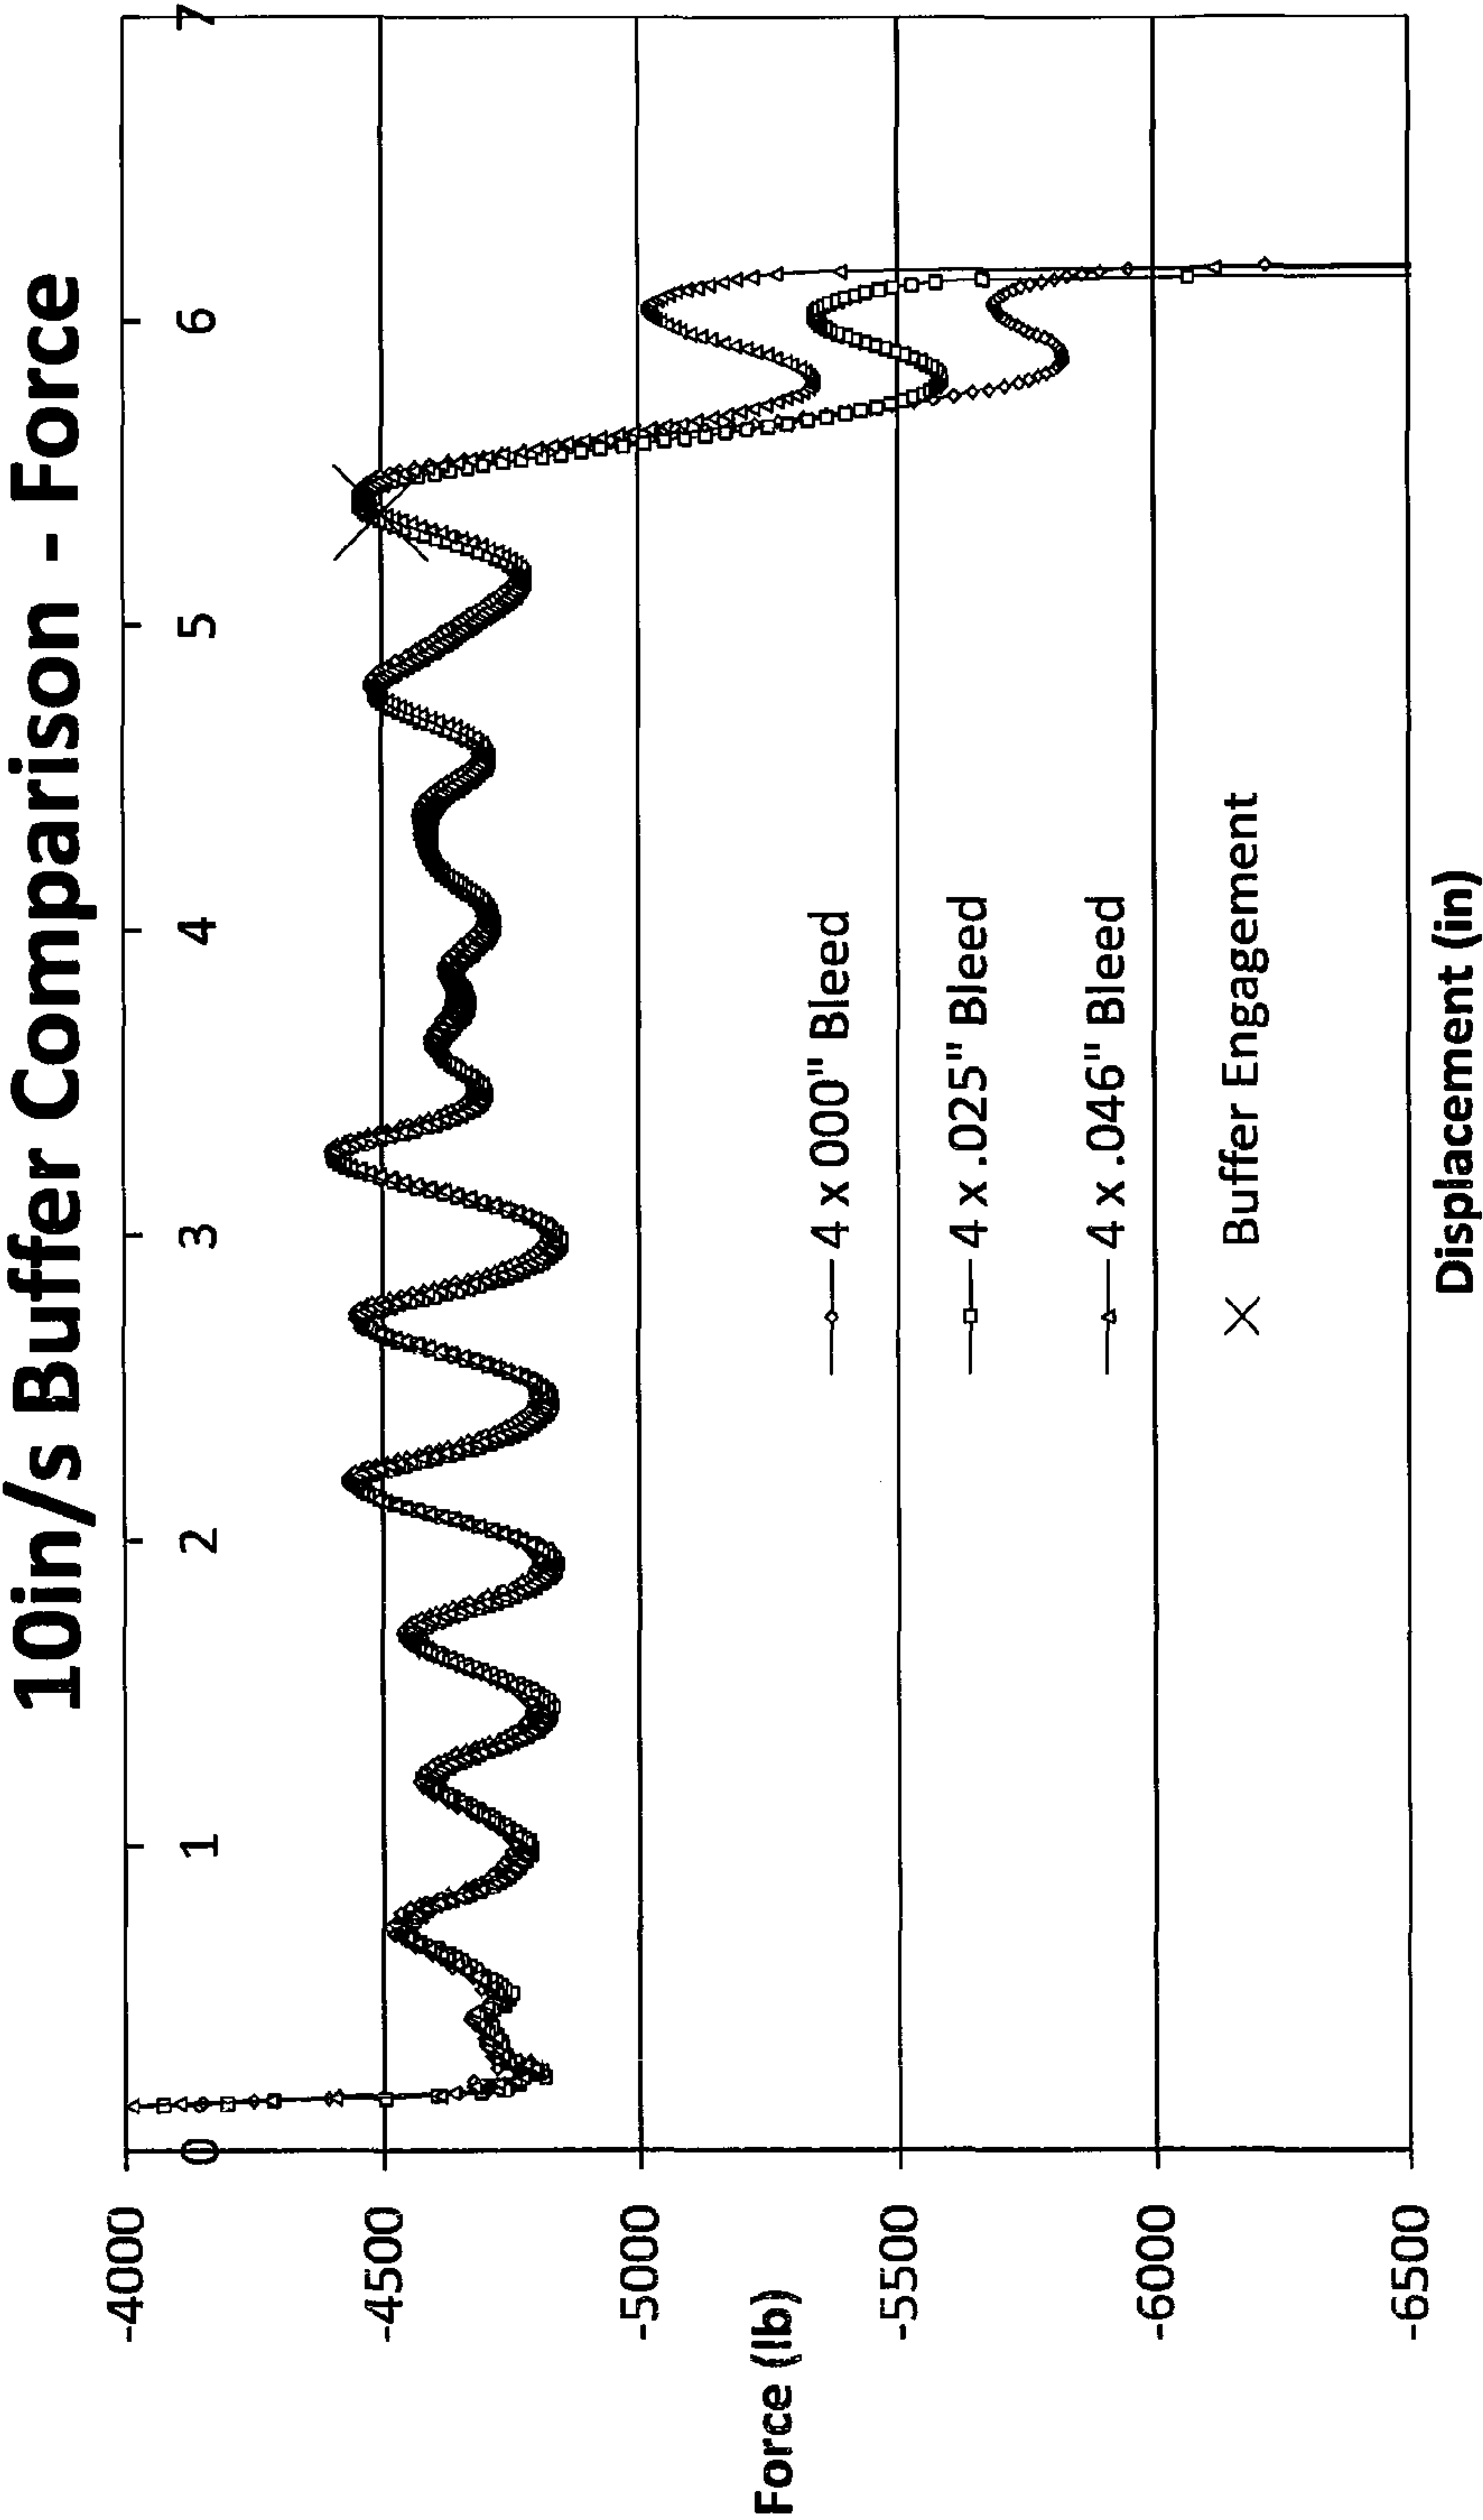 10in/s Buffer Comparison - Force
0 1 2 3 4 5 6 7
-4000
-4500
-5000
-5500
-6000
-6500
Force (lb)
4 x .000" Bleed
4 x .025" Bleed
4 x .046" Bleed
Buffer Engagement
Displacement (in)